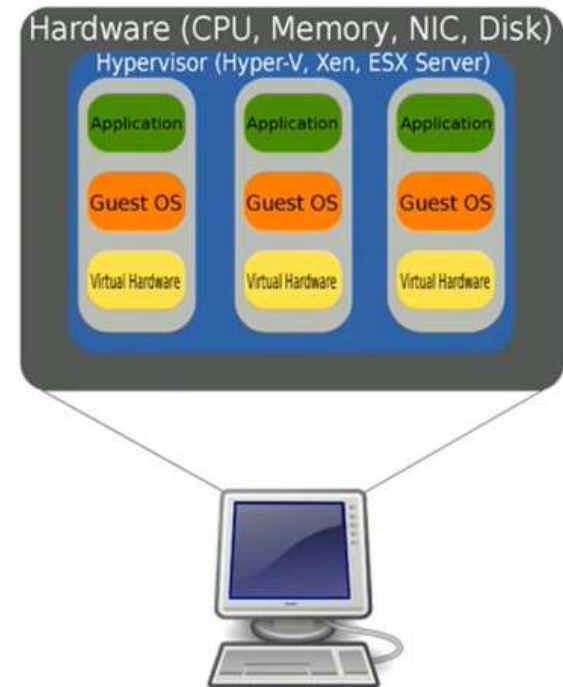 Hardware (CPU, Memory, NIC, Disk)
Hypervisor (Hyper-V, Xen, ESX Server)
Application
Application
Application
Guest OS
Guest OS
Guest OS
Virtual Hardware
Virtual Hardware
Virtual Hardware